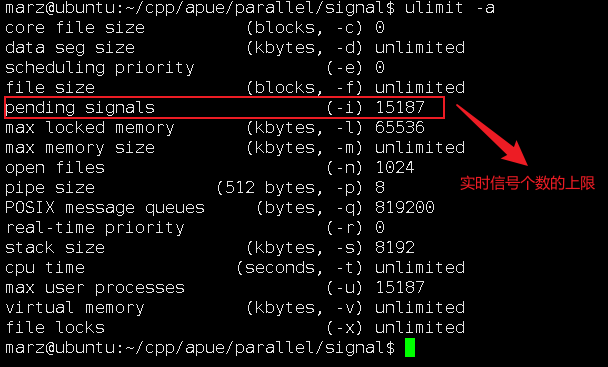 marz@ubuntu:~/cpp/apue/parallel/signal$ ulimit -a
core file size (blocks, -c) 0
data seg size (kbytes, -d) unlimited
scheduling priority (-e) 0
file size (blocks, -f) unlimited
pending signals (-i) 15187
max locked memory (kbytes, -l) 65536
max memory size (kbytes, -m) unlimited
open files (-n) 1024
pipe size (512 bytes, -p) 8
POSIX message queues (bytes, -q) 819200
real-time priority (-r) 0
stack size (kbytes, -s) 8192
cpu time (seconds, -t) unlimited
max user processes (-u) 15187
virtual memory (kbytes, -v) unlimited
file locks (-x) unlimited
marz@ubuntu:~/cpp/apue/parallel/signal$
实时信号个数的上限